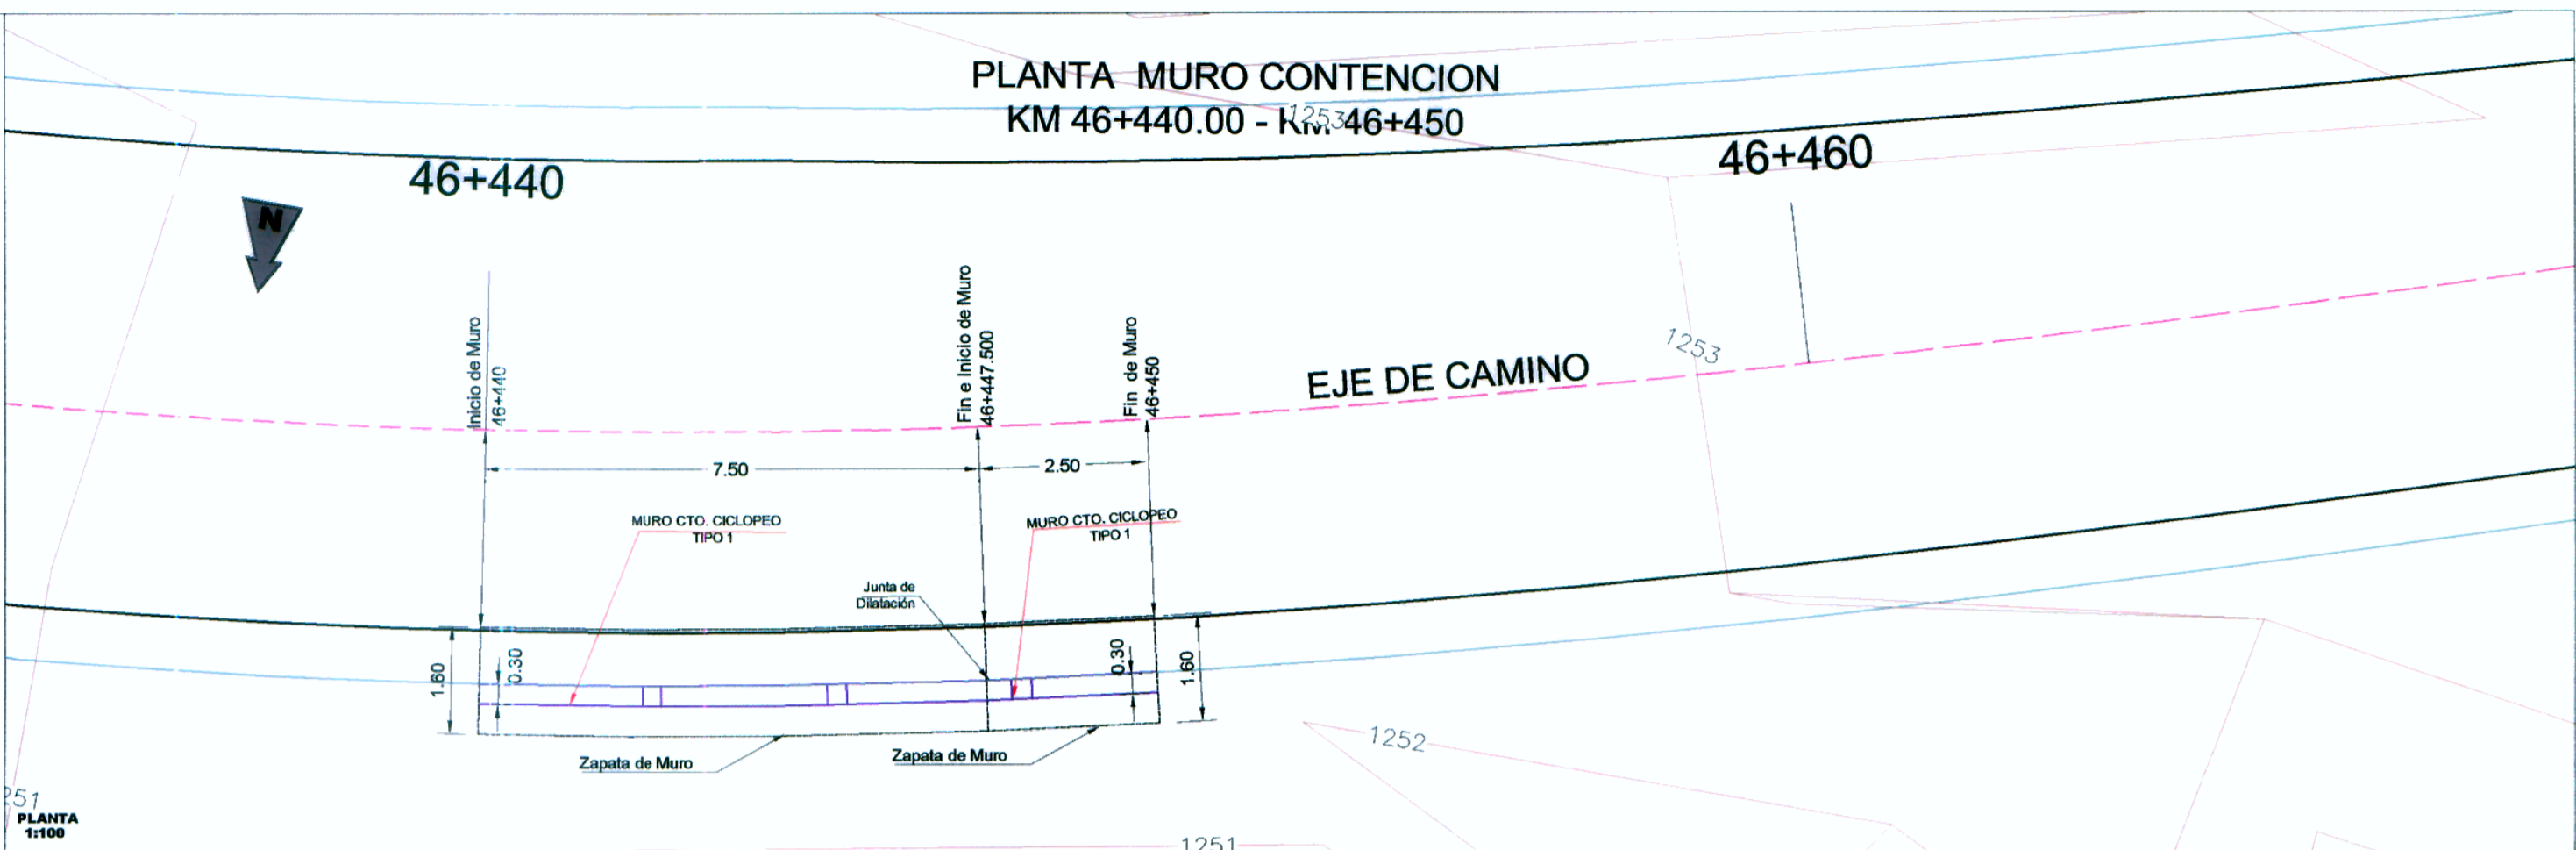 PLANTA MURO CONTENCION
KM 46+440.00 - KM 46+450
1253
46+440
46+460
N
Inicio de Muro
46+440
Fin e Inicio de Muro
46+447.500
Fin de Muro
46+450
EJE DE CAMINO
1253
7.50
2.50
MURO CTO. CICLOPEO
TIPO 1
MURO CTO. CICLOPEO
TIPO 1
Junta de
Dilatación
1.60
0.30
0.30
1.60
Zapata de Muro
Zapata de Muro
1252
251
PLANTA
1:100
1251